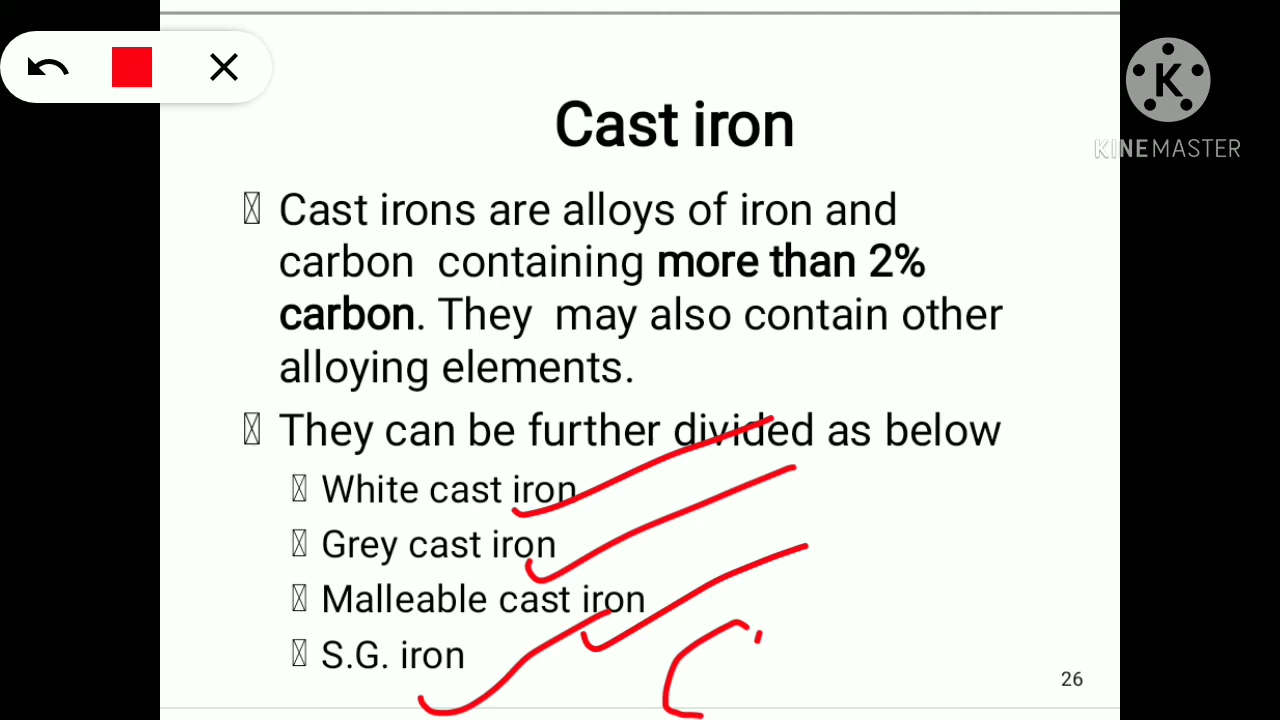 Cast iron
Cast irons are alloys of iron and
carbon containing more than 2%
carbon. They may also contain other
alloying elements.
They can be further divided as below
White cast iron
Grey cast iron
Malleable cast iron
S.G. iron
26
K
KINEMASTER